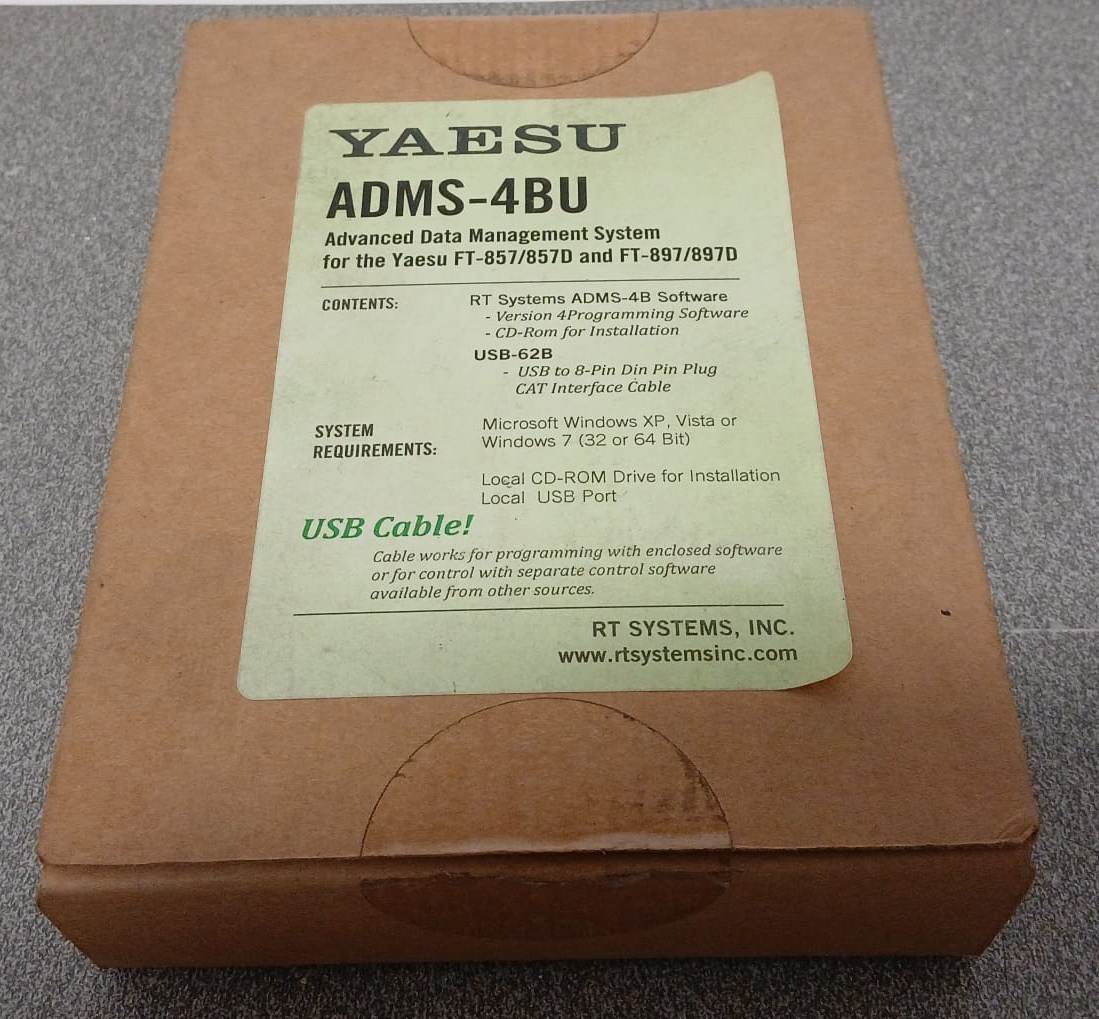 YAESU
ADMS-4BU
Advanced Data Management System
for the Yaesu FT-857/857D and FT-897/897D
CONTENTS: RT Systems ADMS-4B Software
- Version 4Programming Software
- CD-Rom for Installation
USB-62B
- USB to 8-Pin Din Pin Plug
CAT Interface Cable
SYSTEM REQUIREMENTS: Microsoft Windows XP, Vista or
Windows 7 (32 or 64 Bit)
Local CD-ROM Drive for Installation
Local USB Port
USB Cable!
Cable works for programming with enclosed software
or for control with separate control software
available from other sources.
RT SYSTEMS, INC.
www.rtsystemsinc.com